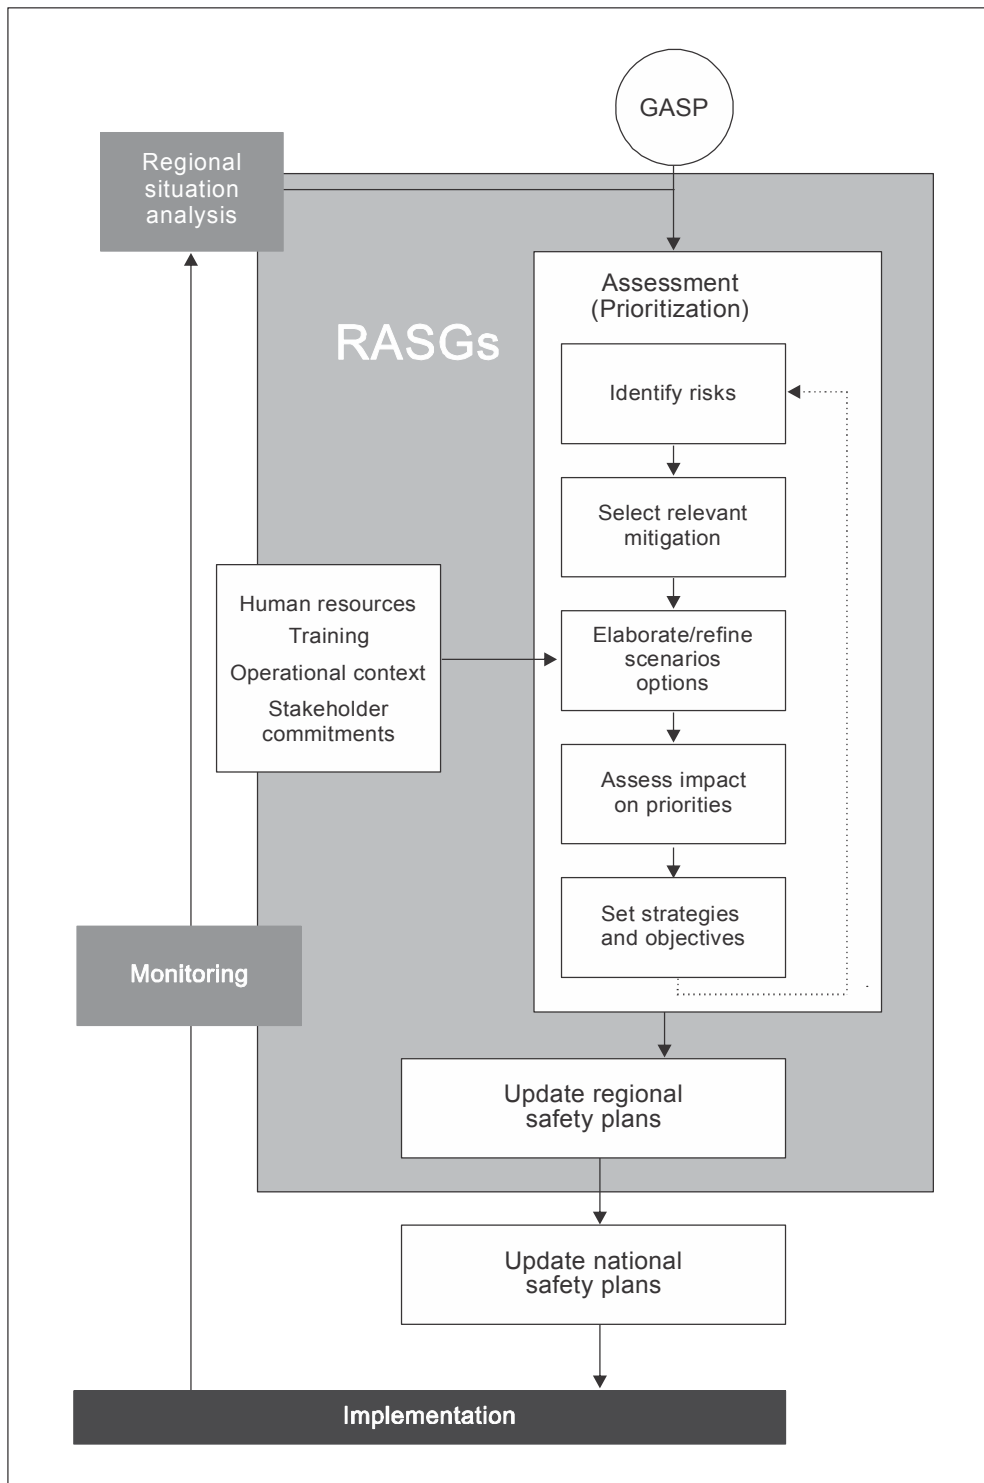 GASP
Regional
situation
analysis
Assessment
(Prioritization)
RASGs
Identify risks
Select relevant
mitigation
Human resources
Training
Operational context
Stakeholder
commitments
Elaborate/refine
scenarios
options
Assess impact
on priorities
Set strategies
and objectives
Monitoring
Update regional
safety plans
Update national
safety plans
Implementation